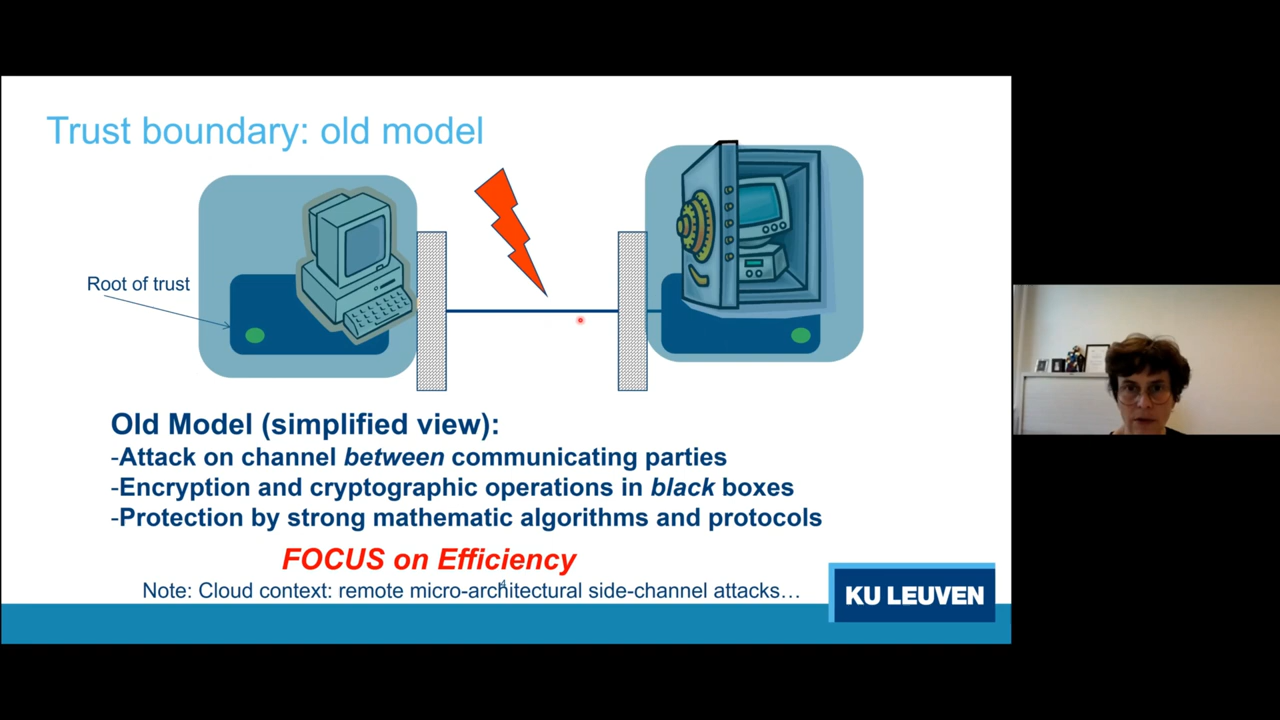 Trust boundary: old model
Root of trust
Old Model (simplified view):
-Attack on channel between communicating parties
-Encryption and cryptographic operations in black boxes
-Protection by strong mathematic algorithms and protocols
FOCUS on Efficiency
4
Note: Cloud context: remote micro-architectural side-channel attacks…
KU LEUVEN